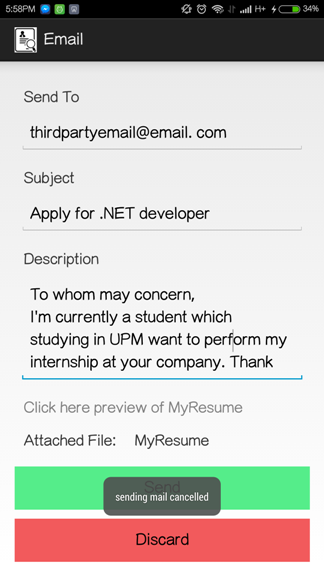 5:58PM H+ 34%
Email
Send To
thirdpartyemail@email. com
Subject
Apply for .NET developer
Description
To whom may concern,
I'm currently a student which
studying in UPM want to perform my
internship at your company. Thank
Click here preview of MyResume
Attached File: MyResume
Send
sending mail cancelled
Discard